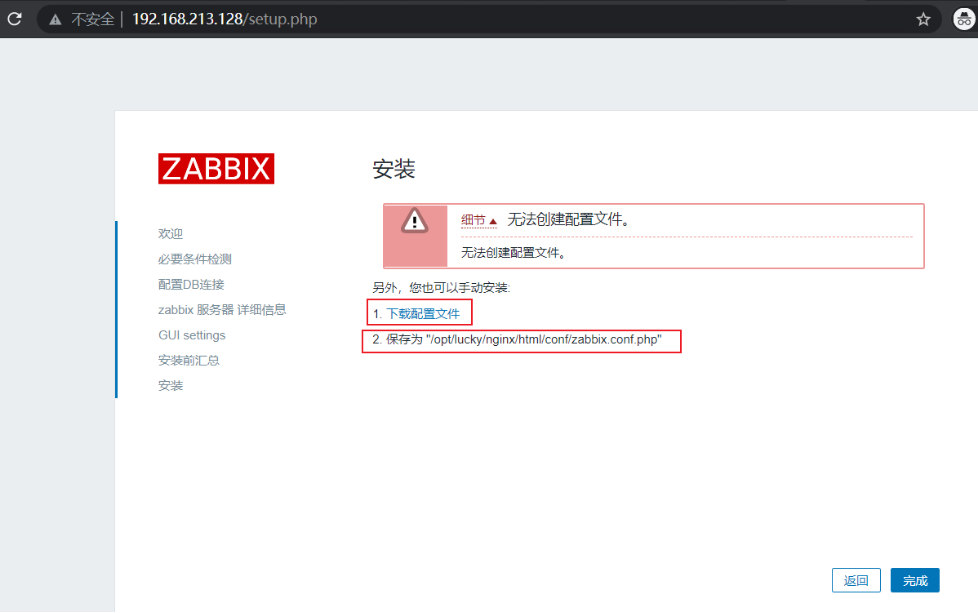 不安全 | 192.168.213.128/setup.php
ZABBIX
安装
细节 无法创建配置文件。
无法创建配置文件。
欢迎
必要条件检测
配置DB连接
zabbix 服务器 详细信息
GUI settings
安装前汇总
安装
另外，您也可以手动安装:
1. 下载配置文件
2. 保存为 "/opt/lucky/nginx/html/conf/zabbix.conf.php"
返回
完成